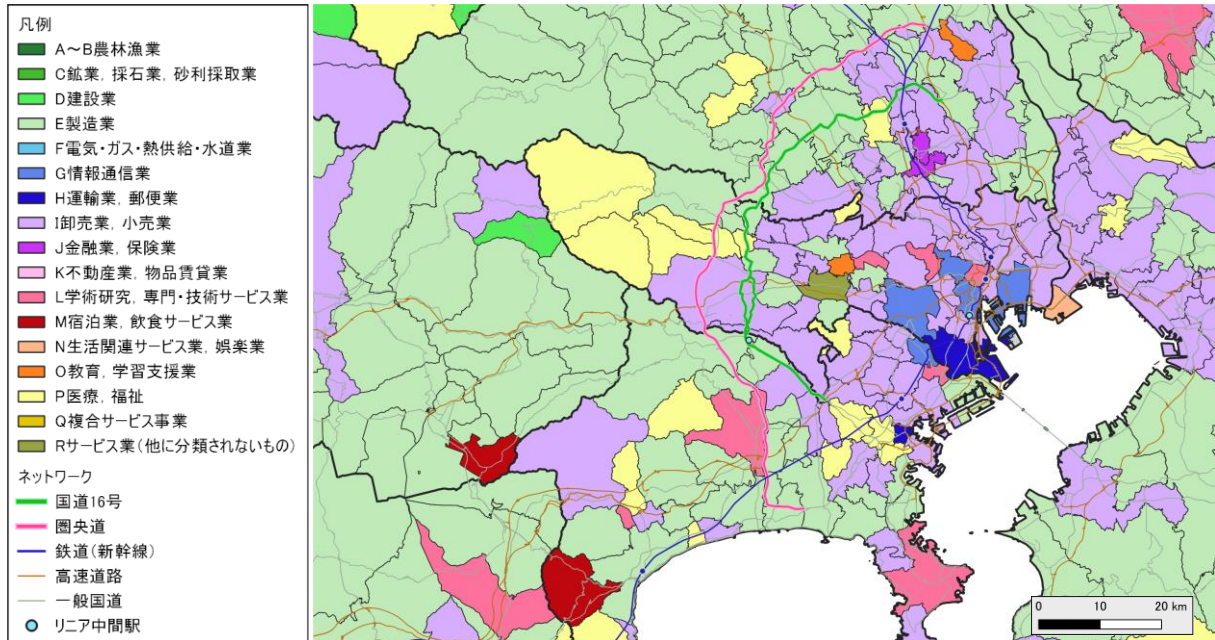 凡例
A～B農林漁業
C鉱業, 採石業, 砂利採取業
D建設業
E製造業
F電気・ガス・熱供給・水道業
G情報通信業
H運輸業, 郵便業
I卸売業, 小売業
J金融業, 保険業
K不動産業, 物品賃貸業
L学術研究, 専門・技術サービス業
M宿泊業, 飲食サービス業
N生活関連サービス業, 娯楽業
O教育, 学習支援業
P医療, 福祉
Q複合サービス事業
Rサービス業(他に分類されないもの)
ネットワーク
国道16号
圏央道
鉄道(新幹線)
高速道路
一般国道
リニア中間駅
0 10 20 km